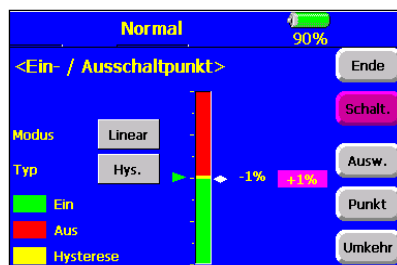 Normal
90%
<Ein- / Ausschaltpunkt>
Ende
Schalt.
Modus
Linear
Typ
Hys.
-1%
+1%
Ausw.
Ein
Punkt
Aus
Hysterese
Umkehr